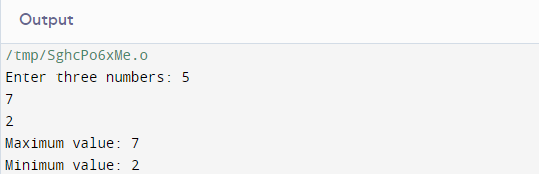 Output
/tmp/SghcPo6xMe.o
Enter three numbers: 5
7
2
Maximum value: 7
Minimum value: 2